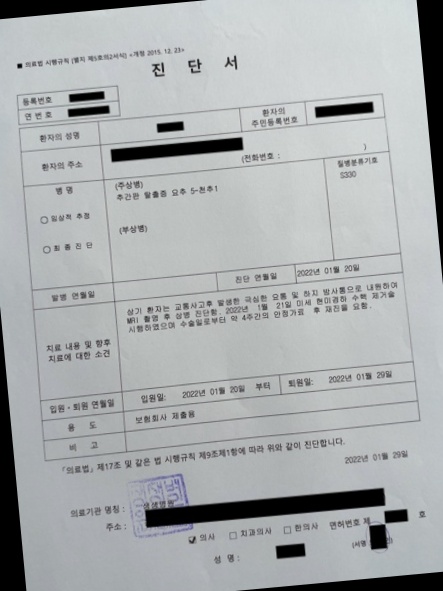 ■ 의료법 시행규칙 [별지 제5호의2서식] <개정 2015. 12. 23>
진 단 서
등록번호
연 번 호
환자의 성명
환자의 주민등록번호
환자의 주소
(전화번호 : )
병 명
○ 임상적 추정
○ 최 종 진 단
(주상병)
추간판 탈출증 요추 5-천추1
(부상병)
질병분류기호
S330
발병 연월일
진단 연월일
2022년 01월 20일
치료 내용 및 향후 치료에 대한 소견
상기 환자는 교통사고후 발생한 극심한 요통 및 하지 방사통으로 내원하여
MRI 촬영 후 상병 진단함. 2022년 1월 21일 미세 현미경하 수핵 제거술
시행하였으며 수술일로부터 약 4주간의 안정가료 후 재진을 요함.
입원·퇴원 연월일
입원일: 2022년 01월 20일 부터 퇴원일: 2022년 01월 29일
용 도
보험회사 제출용
비 고
「의료법」 제17조 및 같은 법 시행규칙 제9조제1항에 따라 위와 같이 진단합니다.
2022년 01월 29일
의료기관 명칭 :
주소 :
☑ 의사 □ 치과의사 □ 한의사 면허번호 제 호
성 명 :
(서명